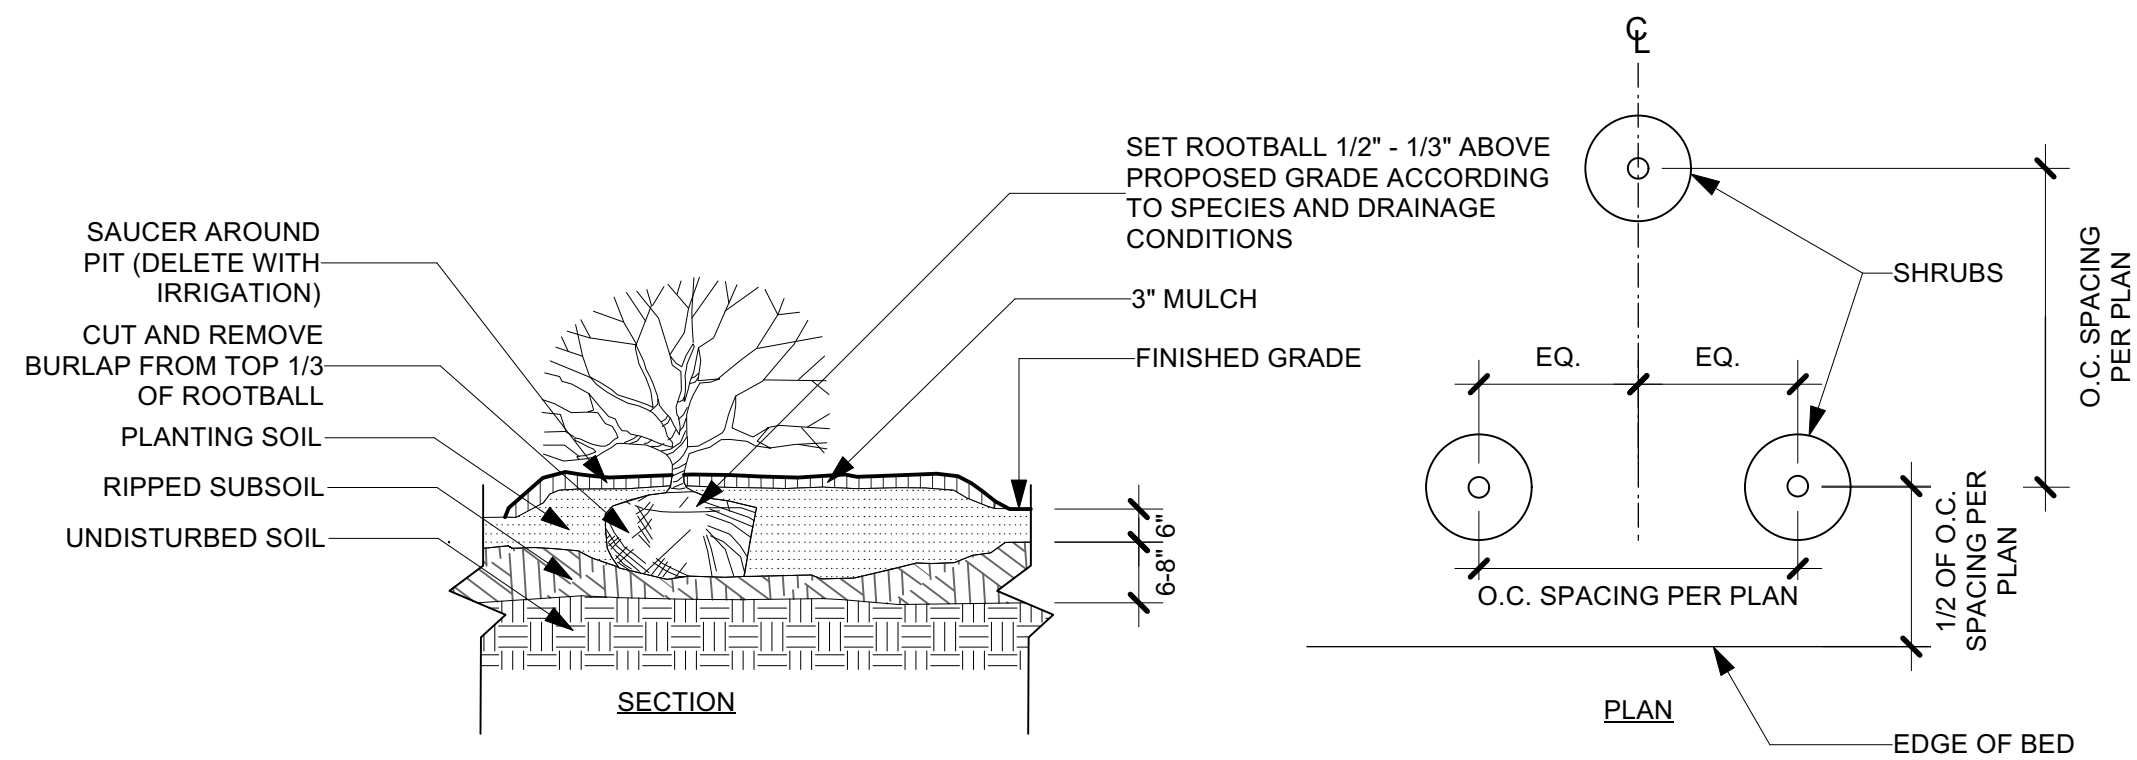 SAUCER AROUND
PIT (DELETE WITH
IRRIGATION)
CUT AND REMOVE
BURLAP FROM TOP 1/3
OF ROOTBALL
PLANTING SOIL
RIPPED SUBSOIL
UNDISTURBED SOIL
SET ROOTBALL 1/2" - 1/3" ABOVE
PROPOSED GRADE ACCORDING
TO SPECIES AND DRAINAGE
CONDITIONS
3" MULCH
FINISHED GRADE
6"
6-8"
SECTION
CL
SHRUBS
EQ.
EQ.
O.C. SPACING
PER PLAN
O.C. SPACING PER PLAN
1/2 OF O.C.
SPACING PER
PLAN
PLAN
EDGE OF BED